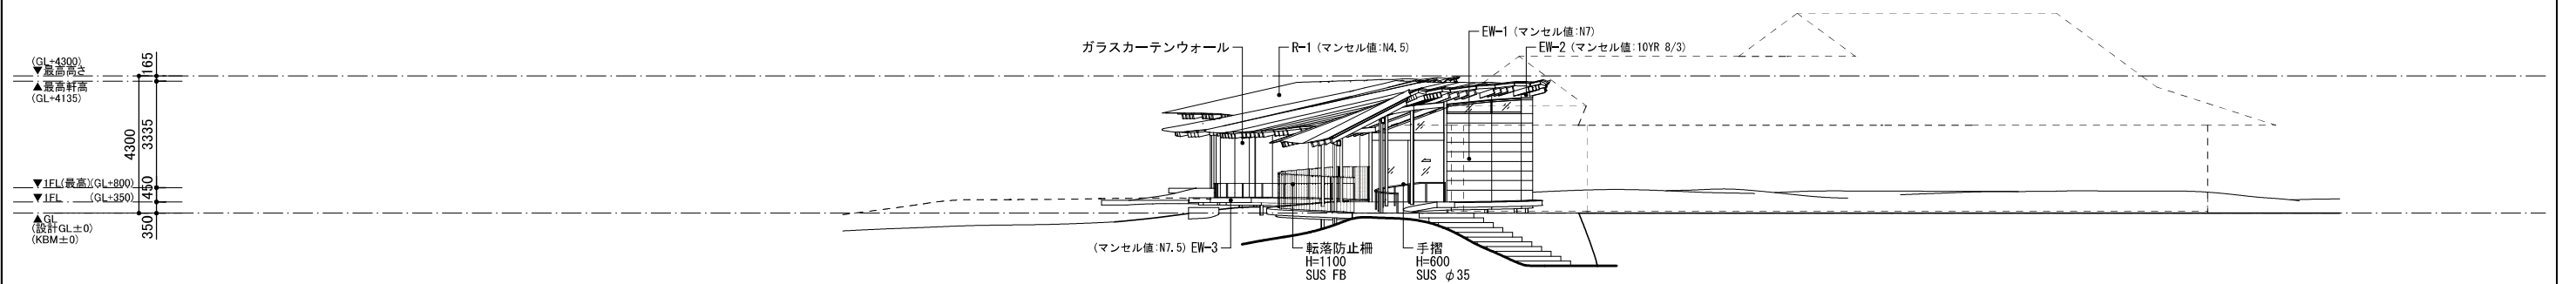 (GL+4300)
▼最高高さ
▲最高軒高
(GL+4135)
165
3335
4300
450
350
▼1FL(最高)(GL+800)
▼1FL (GL+350)
▲GL
(設計GL±0)
(KBM±0)
ガラスカーテンウォール
R-1 (マンセル値:N4.5)
EW-1 (マンセル値:N7)
EW-2 (マンセル値:10YR 8/3)
(マンセル値:N7.5) EW-3
転落防止柵
H=1100
SUS FB
手摺
H=600
SUS φ35